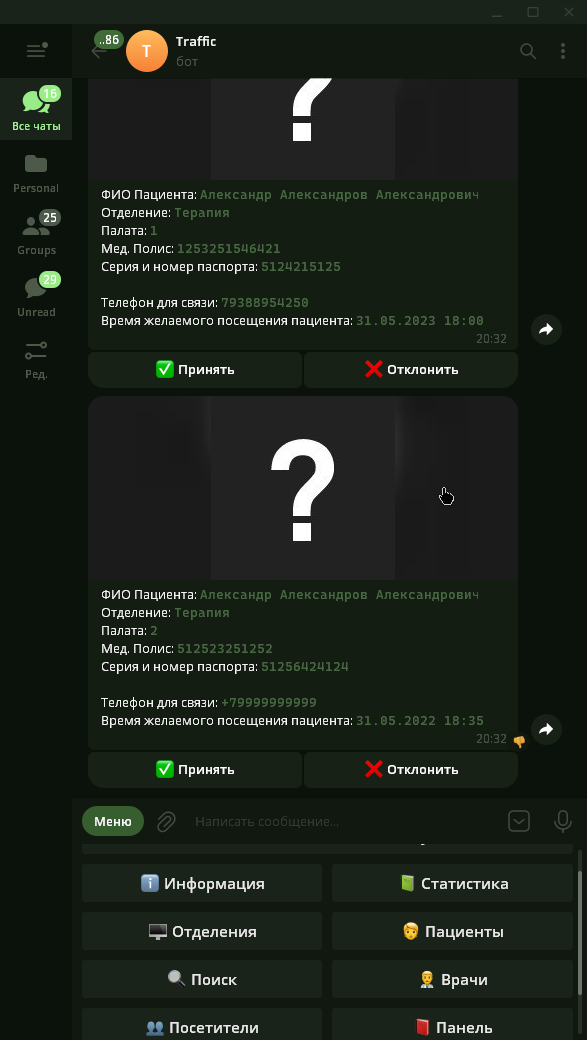 ..86
T
Traffic
бот
16
Все чаты
Personal
25
Groups
29
Unread
Ред.
?
ФИО Пациента: Александр Александров Александрович
Отделение: Терапия
Палата: 1
Мед. Полис: 1253251546421
Серия и номер паспорта: 5124215125
Телефон для связи: 79388954250
Время желаемого посещения пациента: 31.05.2023 18:00
20:32
Принять
Отклонить
?
ФИО Пациента: Александр Александров Александрович
Отделение: Терапия
Палата: 2
Мед. Полис: 512523251252
Серия и номер паспорта: 51256424124
Телефон для связи: +79999999999
Время желаемого посещения пациента: 31.05.2022 18:35
20:32
Принять
Отклонить
Меню
Написать сообщение...
Информация
Статистика
Отделения
Пациенты
Поиск
Врачи
Посетители
Панель